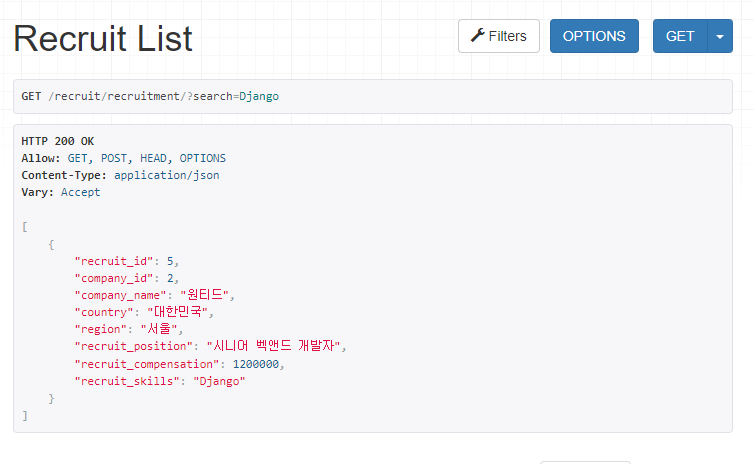 Recruit List
Filters
OPTIONS
GET
GET /recruit/recruitment/?search=Django
HTTP 200 OK
Allow: GET, POST, HEAD, OPTIONS
Content-Type: application/json
Vary: Accept
[
    {
        "recruit_id": 5,
        "company_id": 2,
        "company_name": "원티드",
        "country": "대한민국",
        "region": "서울",
        "recruit_position": "시니어 벡앤드 개발자",
        "recruit_compensation": 1200000,
        "recruit_skills": "Django"
    }
]